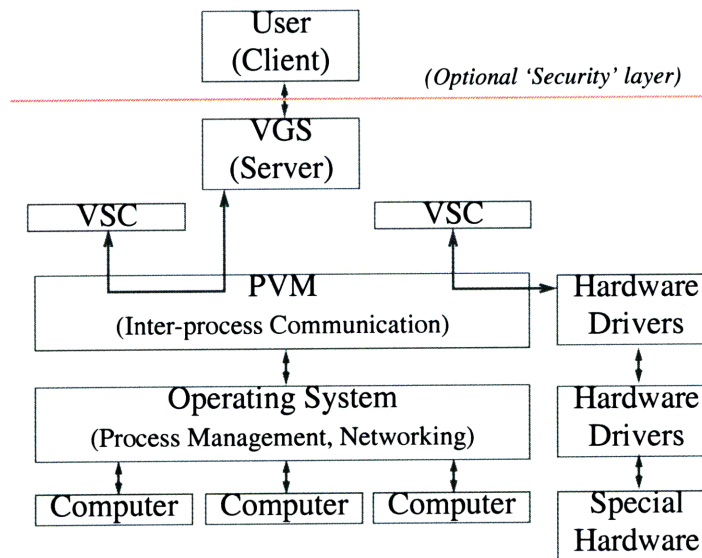 User
(Client)
(Optional ‘Security’ layer)
VGS
(Server)
VSC
VSC
PVM
(Inter-process Communication)
Hardware
Drivers
Operating System
(Process Management, Networking)
Hardware
Drivers
Computer
Computer
Computer
Special
Hardware